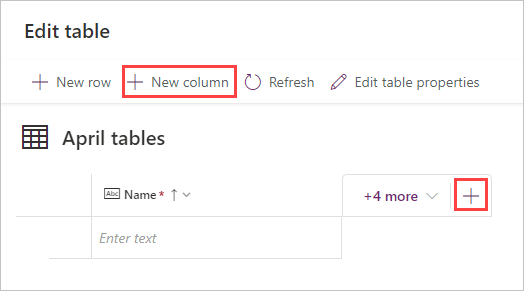 Edit table
New row New column Refresh Edit table properties
April tables
Abc Name * +4 more
Enter text